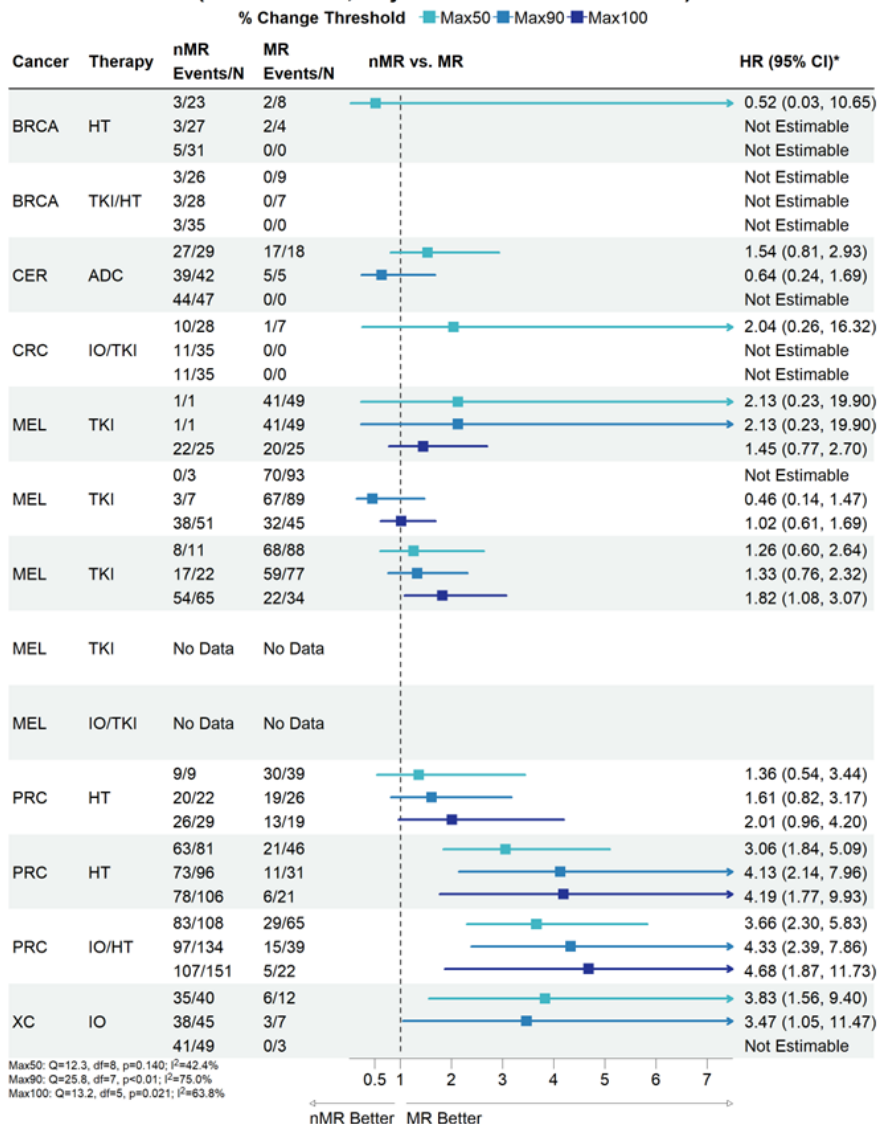 % Change Threshold Max50 Max90 Max100
Cancer Therapy nMR Events/N MR Events/N nMR vs. MR HR (95% CI)*
3/23 2/8 0.52 (0.03, 10.65)
BRCA HT 3/27 2/4 Not Estimable
5/31 0/0 Not Estimable
3/26 0/9 Not Estimable
BRCA TKI/HT 3/28 0/7 Not Estimable
3/35 0/0 Not Estimable
27/29 17/18 1.54 (0.81, 2.93)
CER ADC 39/42 5/5 0.64 (0.24, 1.69)
44/47 0/0 Not Estimable
10/28 1/7 2.04 (0.26, 16.32)
CRC IO/TKI 11/35 0/0 Not Estimable
11/35 0/0 Not Estimable
1/1 41/49 2.13 (0.23, 19.90)
MEL TKI 1/1 41/49 2.13 (0.23, 19.90)
22/25 20/25 1.45 (0.77, 2.70)
0/3 70/93 Not Estimable
MEL TKI 3/7 67/89 0.46 (0.14, 1.47)
38/51 32/45 1.02 (0.61, 1.69)
8/11 68/88 1.26 (0.60, 2.64)
MEL TKI 17/22 59/77 1.33 (0.76, 2.32)
54/65 22/34 1.82 (1.08, 3.07)
MEL TKI No Data No Data
MEL IO/TKI No Data No Data
9/9 30/39 1.36 (0.54, 3.44)
PRC HT 20/22 19/26 1.61 (0.82, 3.17)
26/29 13/19 2.01 (0.96, 4.20)
63/81 21/46 3.06 (1.84, 5.09)
PRC HT 73/96 11/31 4.13 (2.14, 7.96)
78/106 6/21 4.19 (1.77, 9.93)
83/108 29/65 3.66 (2.30, 5.83)
PRC IO/HT 97/134 15/39 4.33 (2.39, 7.86)
107/151 5/22 4.68 (1.87, 11.73)
35/40 6/12 3.83 (1.56, 9.40)
XC IO 38/45 3/7 3.47 (1.05, 11.47)
41/49 0/3 Not Estimable
Max50: Q=12.3, df=8, p=0.140; I²=42.4%
Max90: Q=25.8, df=7, p<0.01; I²=75.0%
Max100: Q=13.2, df=5, p=0.021; I²=63.8%
0.5 1 2 3 4 5 6 7
nMR Better MR Better